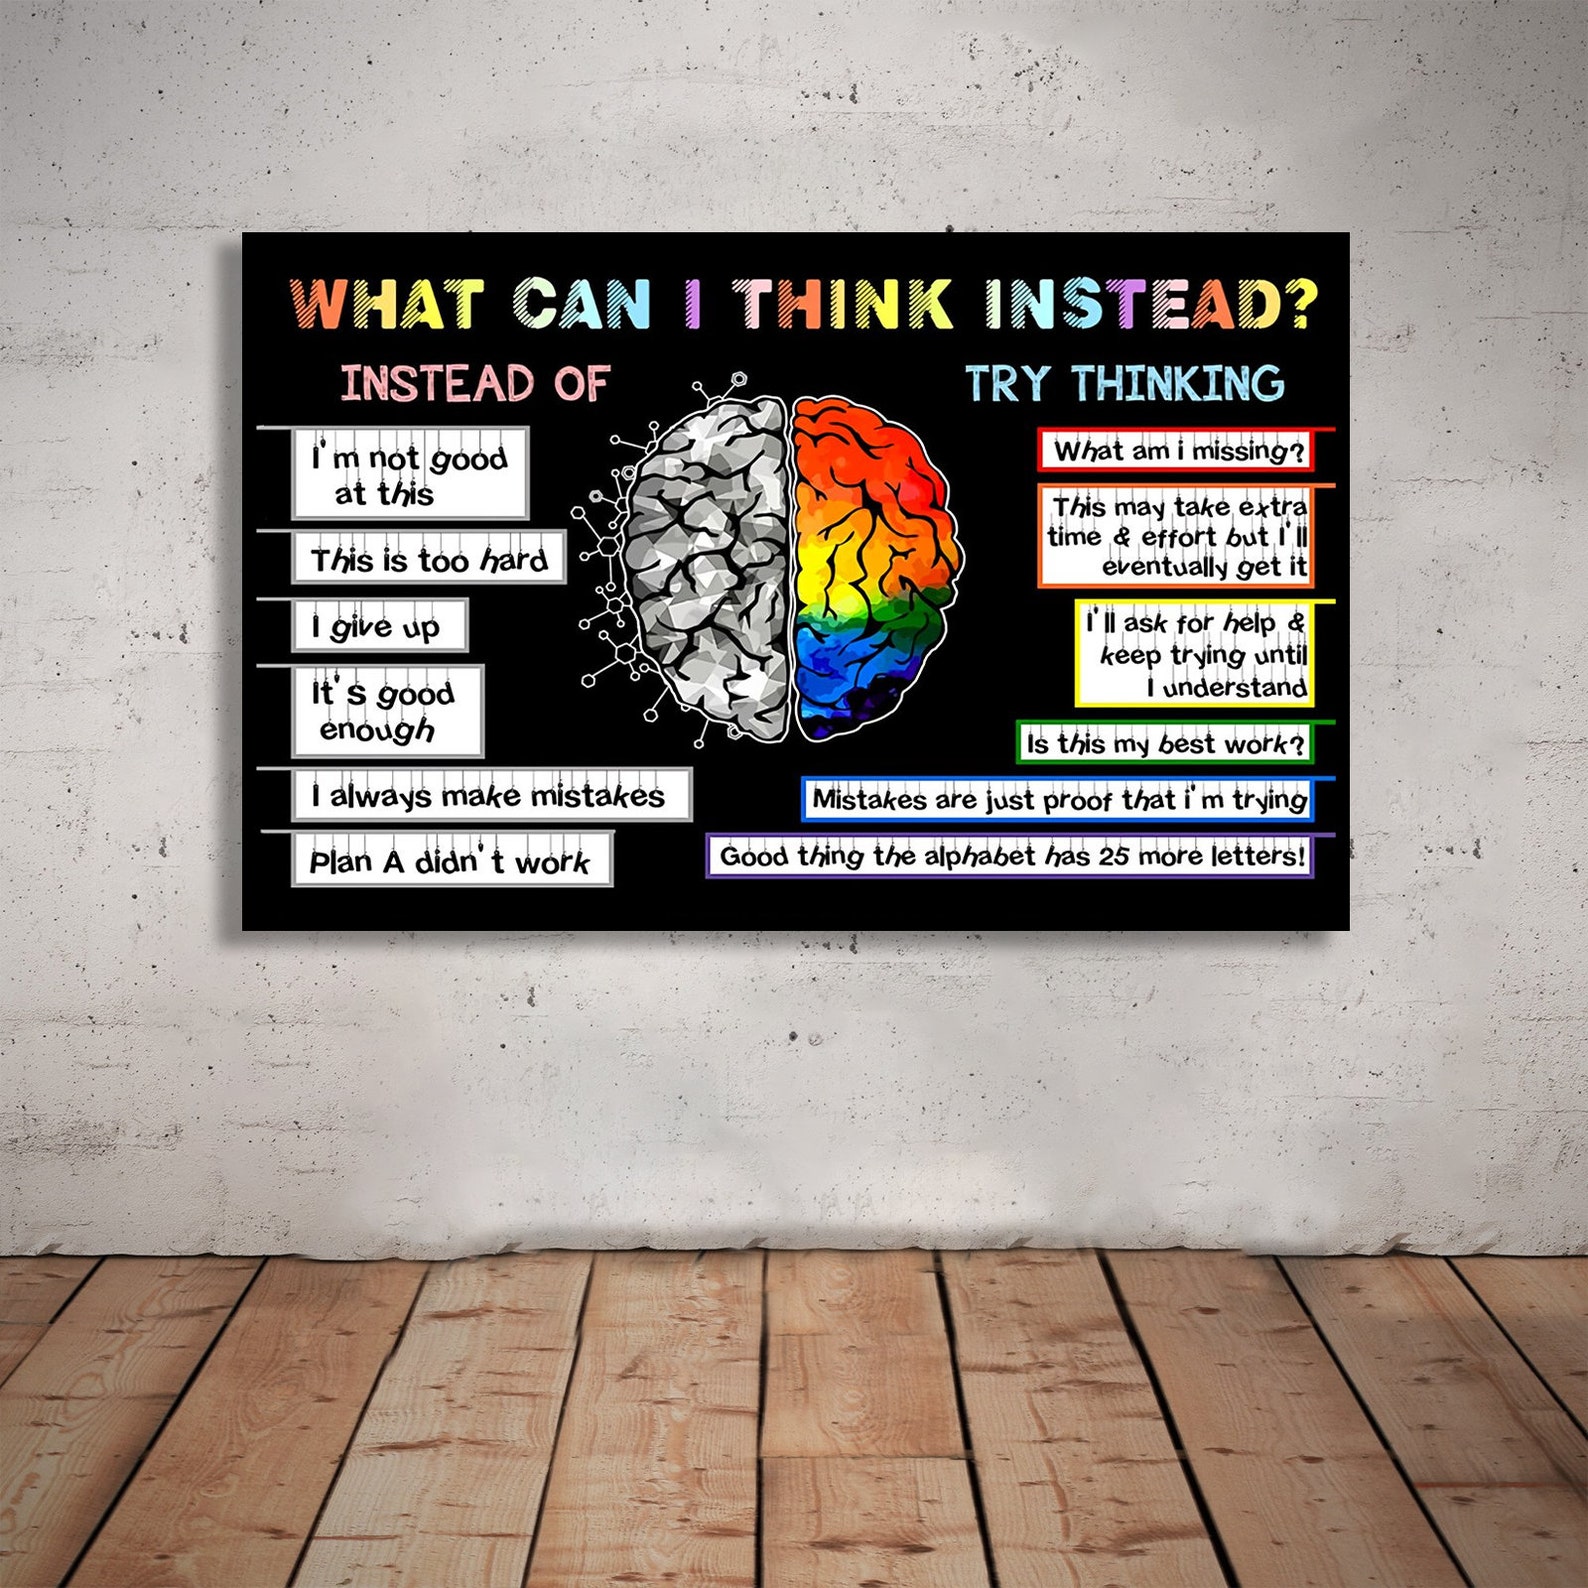 WHAT CAN I THINK INSTEAD?
INSTEAD OF
I'm not good
at this
This is too hard
I give up
It's good
enough
I always make mistakes
Plan A didn't work
TRY THINKING
What am i missing?
This may take extra
time & effort but I'll
eventually get it
I'll ask for help &
keep trying until
I understand
Is this my best work?
Mistakes are just proof that i'm trying
Good thing the alphabet has 25 more letters!